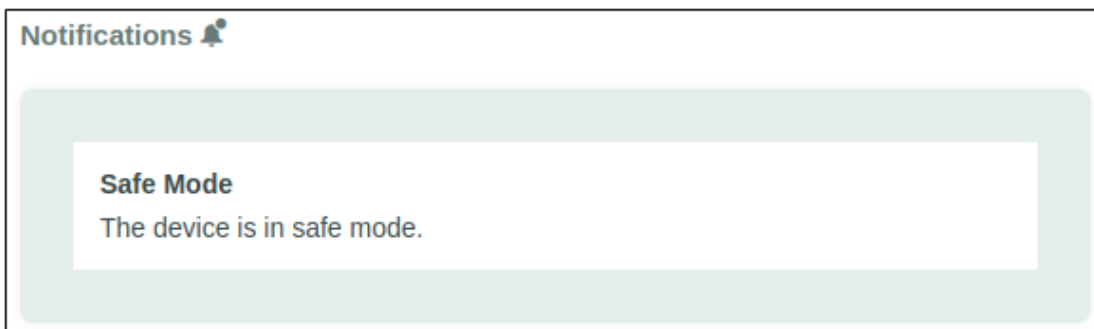 Notifications
Safe Mode
The device is in safe mode.